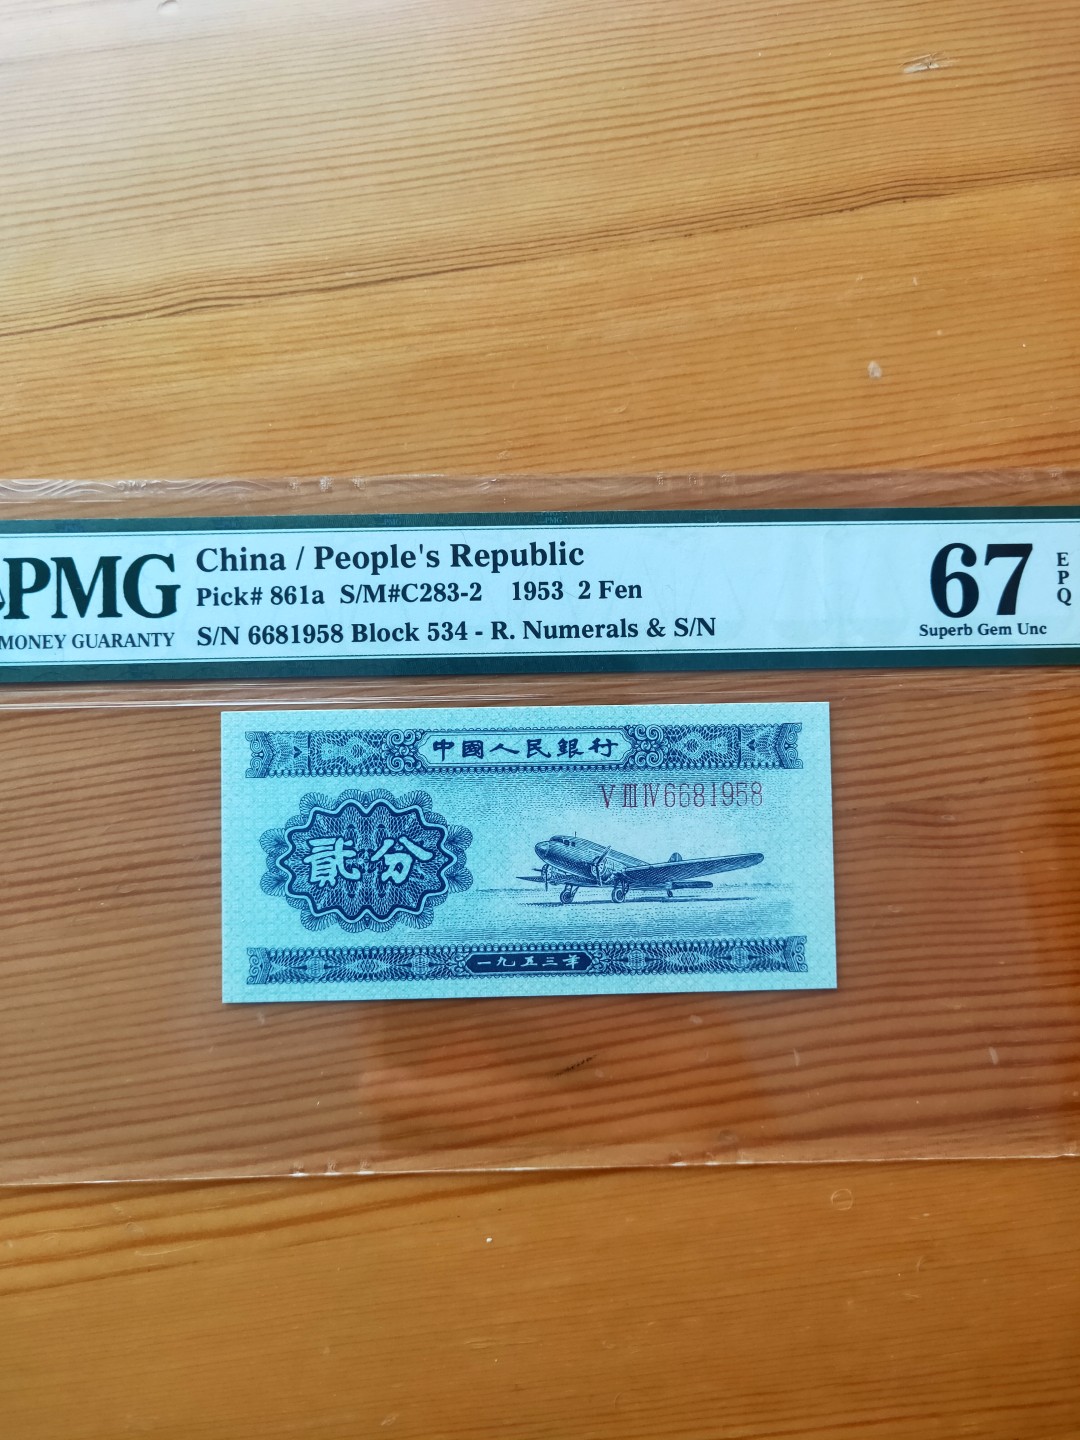 PMG
MONEY GUARANTY
China / People's Republic
Pick# 861a S/M#C283-2 1953 2 Fen
S/N 6681958 Block 534 - R. Numerals & S/N
67
EPQ
Superb Gem Unc
中國人民銀行
V III IV 6681958
貳分
一九五三年